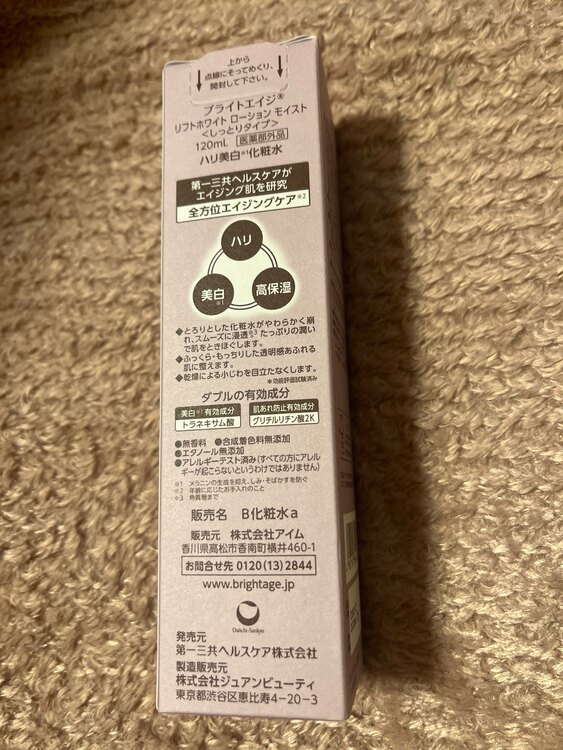 上から
点線にそってめくり、
開封して下さい。
ブライトエイジ®
リフトホワイト ローション モイスト
<しっとりタイプ>
120mL 医薬部外品
ハリ美白※1化粧水
第一三共ヘルスケアが
エイジング肌を研究
全方位エイジングケア※2
ハリ
美白※1
高保湿
◆とろりとした化粧水がやわらかく崩
れ、スムーズに浸透※3 たっぷりの潤い
で肌をときほぐします。
◆ふっくら・もっちりした透明感あふれる
肌に整えます。
◆乾燥による小じわを目立たなくします。
＊効能評価試験済み
ダブルの有効成分
美白※1有効成分
トラネキサム酸
肌あれ防止有効成分
グリチルリチン酸2K
●無香料 ●合成着色料無添加
●エタノール無添加
●アレルギーテスト済み(すべての方にアレル
ギーが起こらないというわけではありません)
※1 メラニンの生成を抑え、しみ・そばかすを防ぐ
※2 年齢に応じたお手入れのこと
※3 角質層まで
販売名 B化粧水a
販売元 株式会社アイム
香川県高松市香南町横井460-1
お問合せ先 0120(13)2844
www.brightage.jp
Daiichi-Sankyo
発売元
第一三共ヘルスケア株式会社
製造販売元
株式会社ジュアンビューティ
東京都渋谷区恵比寿4-20-3